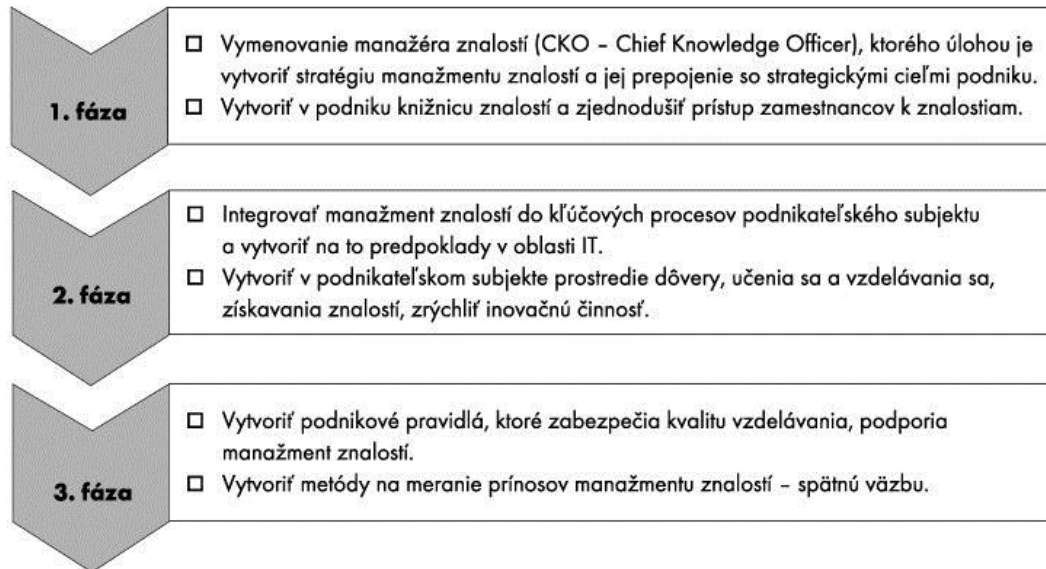 1. fáza
□ Vymenovanie manažéra znalostí (CKO – Chief Knowledge Officer), ktorého úlohou je
vytvoriť stratégiu manažmentu znalostí a jej prepojenie so strategickými cieľmi podniku.
□ Vytvoriť v podniku knižnicu znalostí a zjednodušiť prístup zamestnancov k znalostiam.
2. fáza
□ Integrovať manažment znalostí do kľúčových procesov podnikateľského subjektu
a vytvoriť na to predpoklady v oblasti IT.
□ Vytvoriť v podnikateľskom subjekte prostredie dôvery, učenia sa a vzdelávania sa,
získavania znalostí, zrýchliť inovačnú činnosť.
3. fáza
□ Vytvoriť podnikové pravidlá, ktoré zabezpečia kvalitu vzdelávania, podporia
manažment znalostí.
□ Vytvoriť metódy na meranie prínosov manažmentu znalostí – spätnú väzbu.